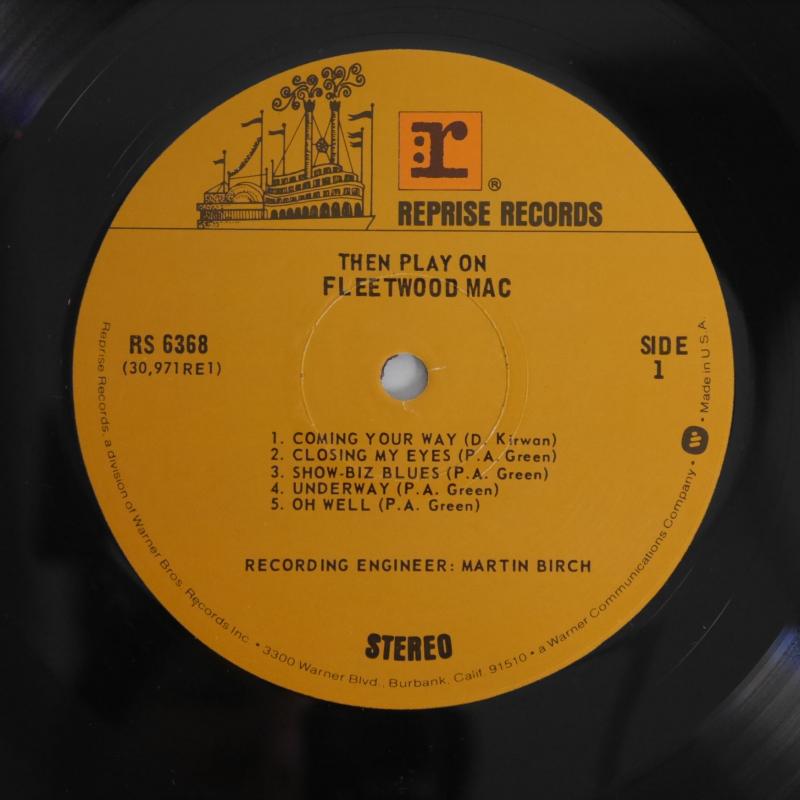 r
®
REPRISE RECORDS
THEN PLAY ON
FLEETWOOD MAC
RS 6368
(30,971RE1)
SIDE
1
1. COMING YOUR WAY (D. Kirwan)
2. CLOSING MY EYES (P.A. Green)
3. SHOW-BIZ BLUES (P.A. Green)
4. UNDERWAY (P.A. Green)
5. OH WELL (P.A. Green)
RECORDING ENGINEER: MARTIN BIRCH
STEREO
Reprise Records, a division of Warner Bros. Records Inc. • 3300 Warner Blvd., Burbank, Calif. 91510 • a Warner Communications Company • W • Made in U.S.A.